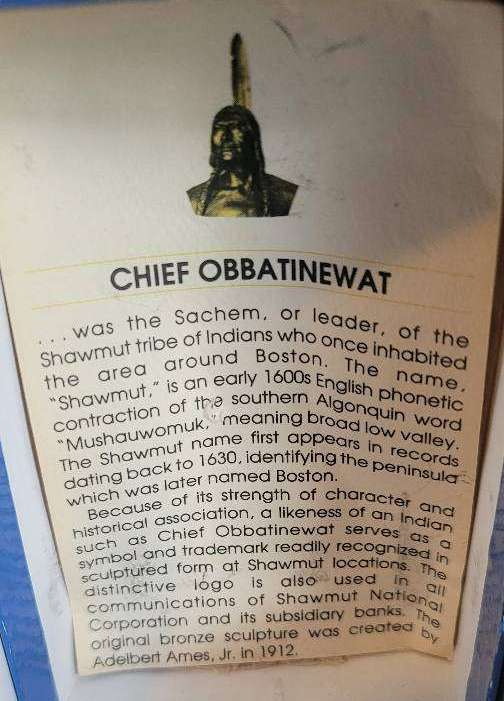 CHIEF OBBATINEWAT
. . . was the Sachem, or leader, of the
Shawmut tribe of Indians who once inhabited
the area around Boston. The name,
"Shawmut," is an early 1600s English phonetic
contraction of the southern Algonquin word
"Mushauwomuk," meaning broad low valley.
The Shawmut name first appears in records
dating back to 1630, identifying the peninsula
which was later named Boston.
Because of its strength of character and
historical association, a likeness of an Indian
such as Chief Obbatinewat serves as a
symbol and trademark readily recognized in
sculptured form at Shawmut locations. The
distinctive logo is also used in all
communications of Shawmut National
Corporation and its subsidiary banks. The
original bronze sculpture was created by
Adelbert Ames, Jr. in 1912.